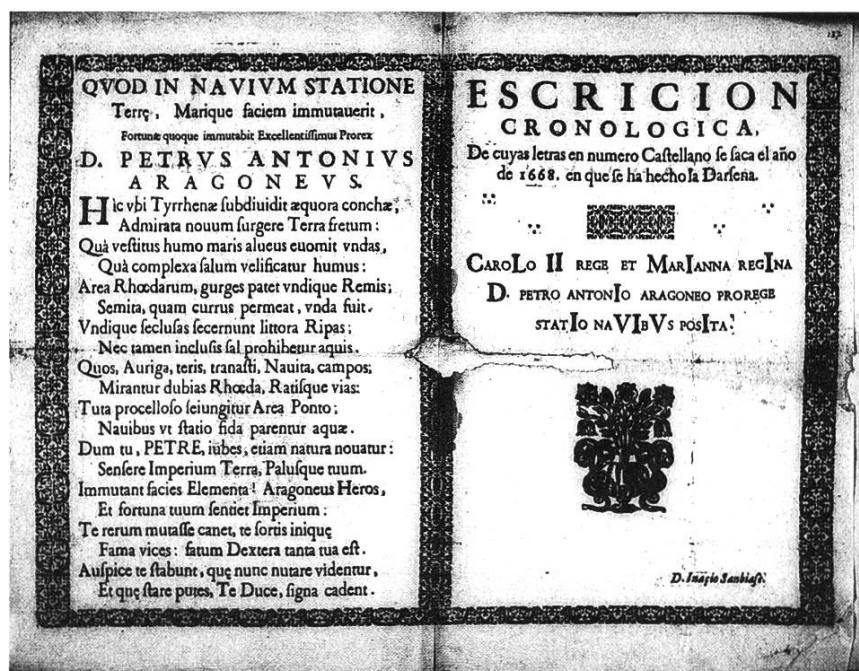 QVOD IN NAVIVM STATIONE
Terrę, Marique faciem immutauerit,
Fortunæ quoque immutabit Excellentiſſimus Prorex
D. PETRVS ANTONIVS
ARAGONEVS.
Hic vbi Tyrrhenæ ſubdiuidit æquora conchæ,
Admirata nouum ſurgere Terra fretum:
Quà veſtitus humo maris alueus euomit vndas,
Quà complexa ſalum velificatur humus:
Area Rhœdarum, gurges patet vndique Remis;
Semita, quam currus permeat, vnda fuit.
Vndique ſecluſas ſecernunt littora Ripas;
Nec tamen incluſis ſal prohibetur aquis.
Quos, Auriga, teris, tranaſti, Nauita, campos;
Mirantur dubias Rhœda, Ratiſque vias:
Tuta procelloſo ſeiungitur Area Ponto;
Nauibus vt ſtatio fida parentur aquæ.
Dum tu, PETRE, iubes, etiam natura nouatur:
Senſere Imperium Terra, Paluſque tuum.
Immutant facies Elementa! Aragoneus Heros,
Et fortuna tuum ſentiet Imperium:
Te rerum mutaſſe canet, te ſortis iniquę
Fama vices: fatum Dextera tanta tua eſt.
Auſpice te ſtabunt, quę nunc nutare videntur,
Et quę ſtare putes, Te Duce, ſigna cadent.
ESCRICION
CRONOLOGICA,
De cuyas letras en numero Caſtellano ſe ſaca el año
de 1668. en que ſe ha hecho la Darſena.
CaroLo II REGE ET MarIanna regIna
D. PETRO ANTONIO ARAGONEO PROREGE
STATIO NAVIBVS POSITA.
D. Inaçio Sanbiaſo.